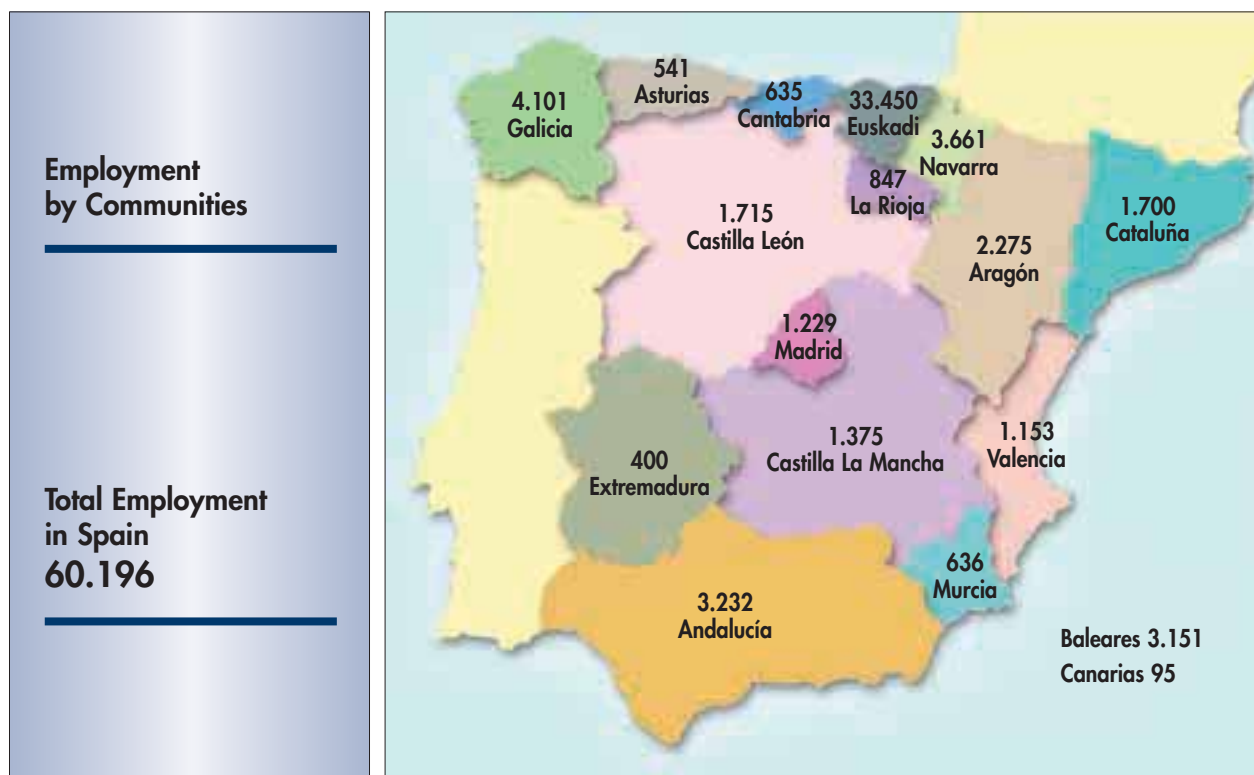 Employment
by Communities
Total Employment
in Spain
60.196
541
Asturias
635
Cantabria
33.450
Euskadi
4.101
Galicia
3.661
Navarra
847
La Rioja
1.715
Castilla León
1.700
Cataluña
2.275
Aragón
1.229
Madrid
1.375
Castilla La Mancha
1.153
Valencia
400
Extremadura
636
Murcia
3.232
Andalucía
Baleares 3.151
Canarias 95